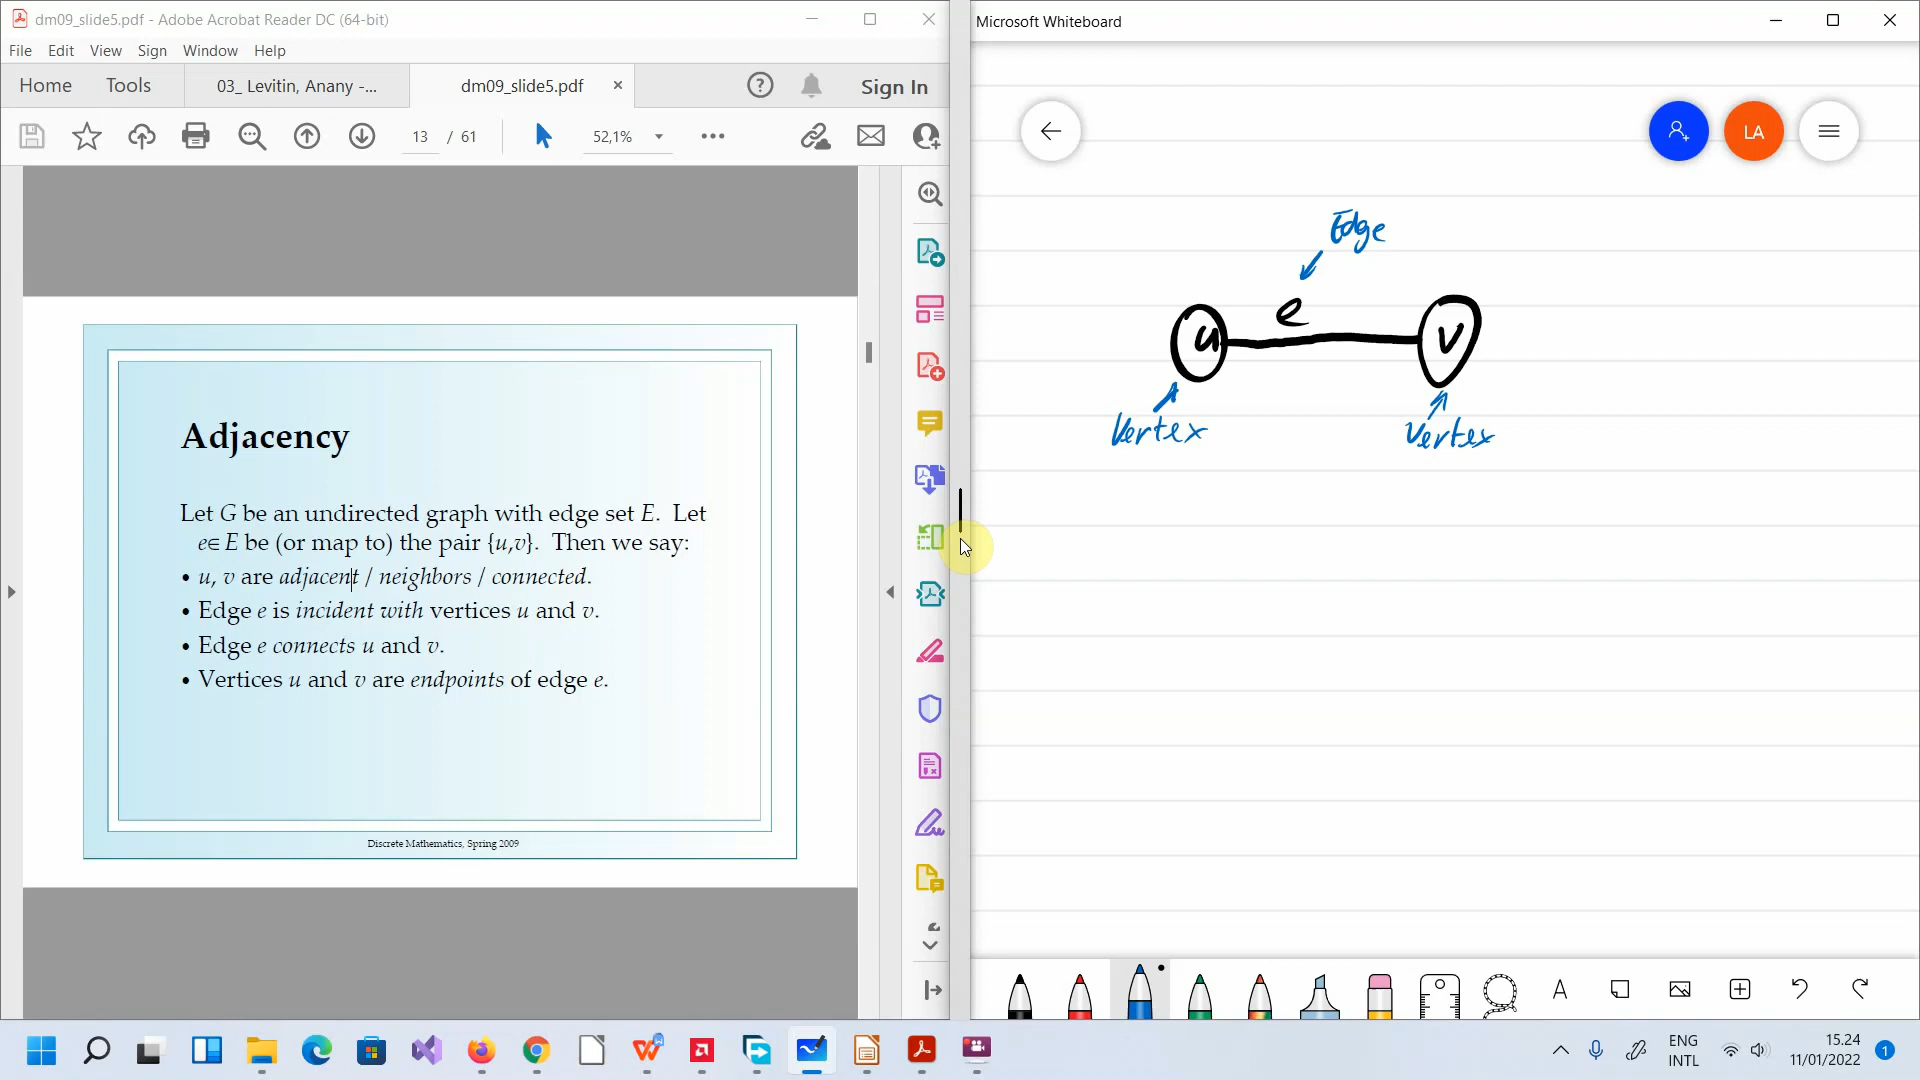 dm09_slide5.pdf - Adobe Acrobat Reader DC (64-bit)
File Edit View Sign Window Help
Home Tools 03_ Levitin, Anany -... dm09_slide5.pdf Sign In
13 / 61 52,1%
Adjacency
Let G be an undirected graph with edge set E. Let
e∈E be (or map to) the pair {u,v}. Then we say:
• u, v are adjacent / neighbors / connected.
• Edge e is incident with vertices u and v.
• Edge e connects u and v.
• Vertices u and v are endpoints of edge e.
Discrete Mathematics, Spring 2009
Microsoft Whiteboard
LA
Edge
e
u v
Vertex Vertex
A
ENG
INTL
15.24
11/01/2022
1